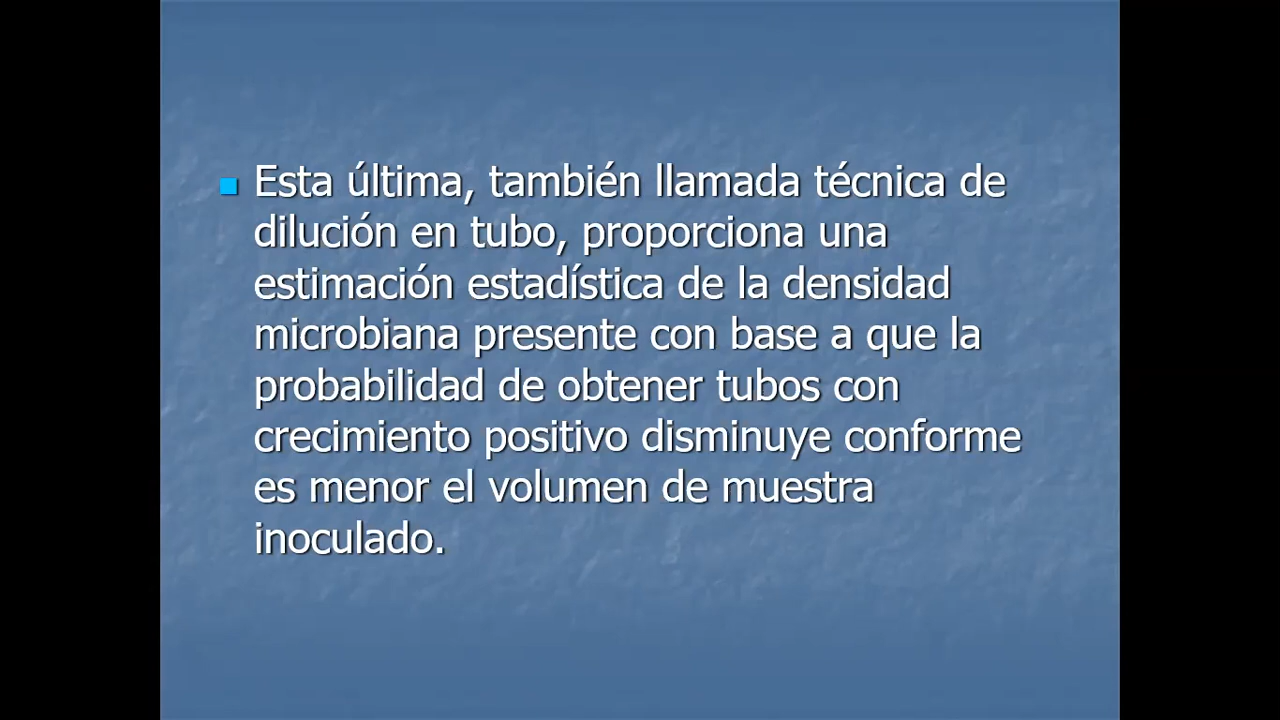 Esta última, también llamada técnica de
dilución en tubo, proporciona una
estimación estadística de la densidad
microbiana presente con base a que la
probabilidad de obtener tubos con
crecimiento positivo disminuye conforme
es menor el volumen de muestra
inoculado.